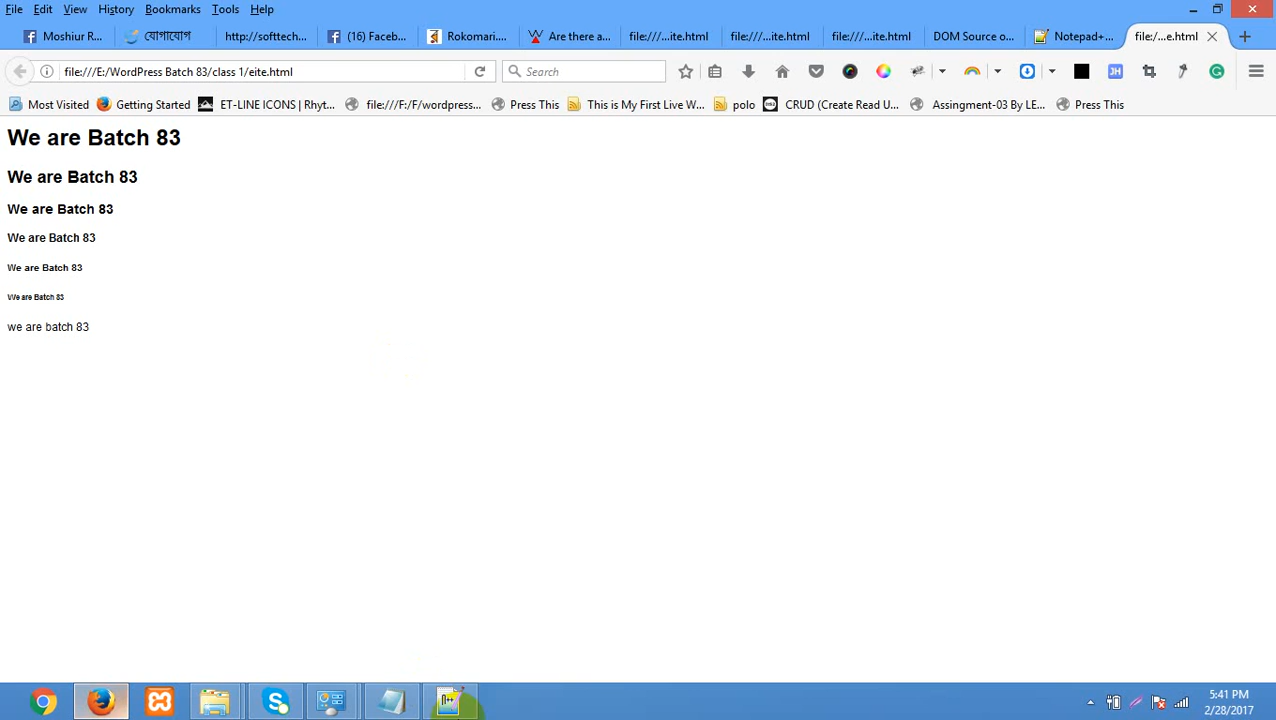 File Edit View History Bookmarks Tools Help
Moshiur R... যোগাযোগ http://softtech... (16) Faceb... Rokomari.... Are there a... file:///...ite.html file:///...ite.html file:///...ite.html DOM Source o... Notepad+... file:/...e.html
file:///E:/WordPress Batch 83/class 1/eite.html Search JH
Most Visited Getting Started ET-LINE ICONS | Rhyt... file:///F:/F/wordpress... Press This This is My First Live W... polo CRUD (Create Read U... Assingment-03 By LE... Press This
We are Batch 83
We are Batch 83
We are Batch 83
We are Batch 83
We are Batch 83
We are Batch 83
we are batch 83
5:41 PM
2/28/2017